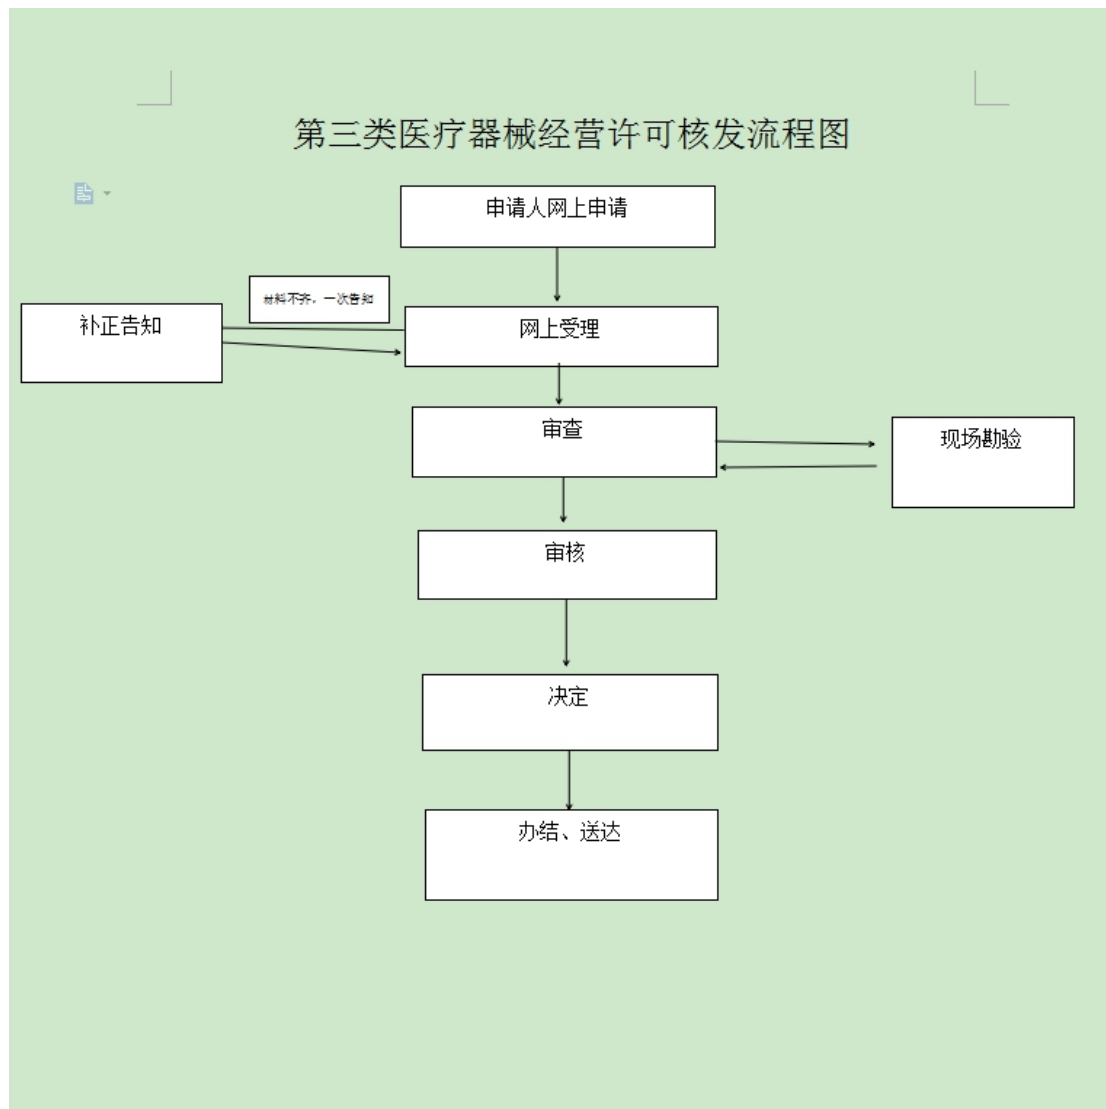 第三类医疗器械经营许可核发流程图
申请人网上申请
材料不齐，一次告知
补正告知
网上受理
审查
现场勘验
审核
决定
办结、送达